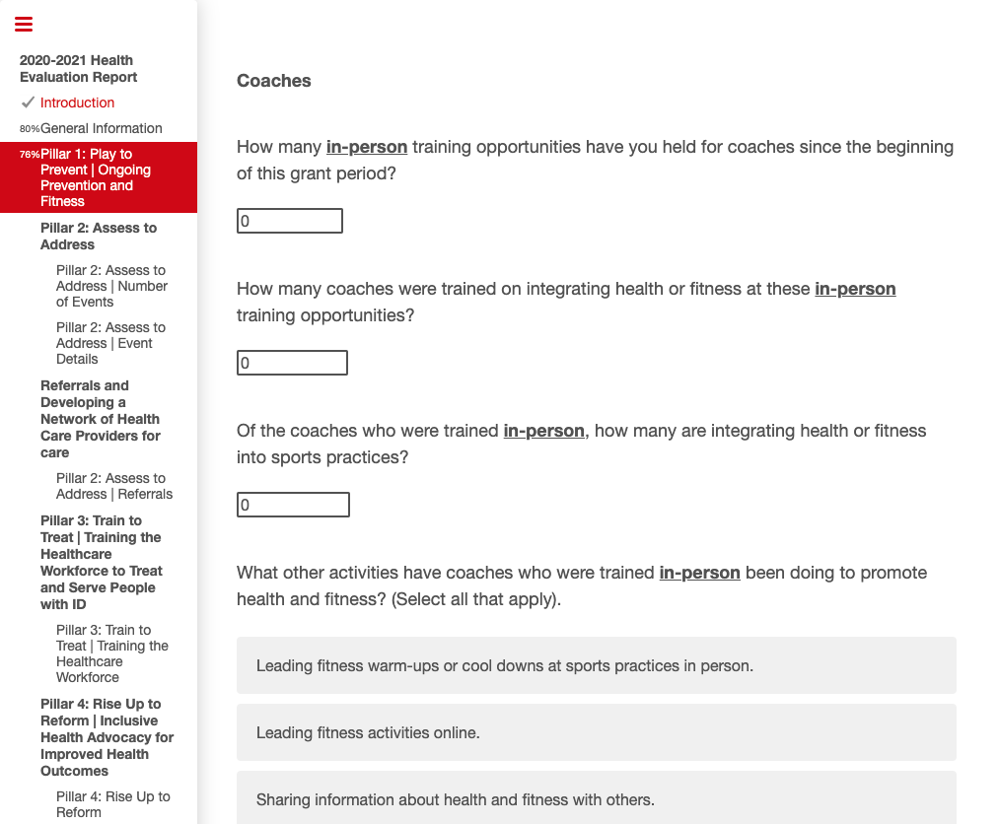 2020-2021 Health
Evaluation Report
Introduction
80%General Information
76%Pillar 1: Play to
Prevent | Ongoing
Prevention and
Fitness
Pillar 2: Assess to
Address
Pillar 2: Assess to
Address | Number
of Events
Pillar 2: Assess to
Address | Event
Details
Referrals and
Developing a
Network of Health
Care Providers for
care
Pillar 2: Assess to
Address | Referrals
Pillar 3: Train to
Treat | Training the
Healthcare
Workforce to Treat
and Serve People
with ID
Pillar 3: Train to
Treat | Training the
Healthcare
Workforce
Pillar 4: Rise Up to
Reform | Inclusive
Health Advocacy for
Improved Health
Outcomes
Pillar 4: Rise Up to
Reform
Coaches
How many in-person training opportunities have you held for coaches since the beginning
of this grant period?
0
How many coaches were trained on integrating health or fitness at these in-person
training opportunities?
0
Of the coaches who were trained in-person, how many are integrating health or fitness
into sports practices?
0
What other activities have coaches who were trained in-person been doing to promote
health and fitness? (Select all that apply).
Leading fitness warm-ups or cool downs at sports practices in person.
Leading fitness activities online.
Sharing information about health and fitness with others.